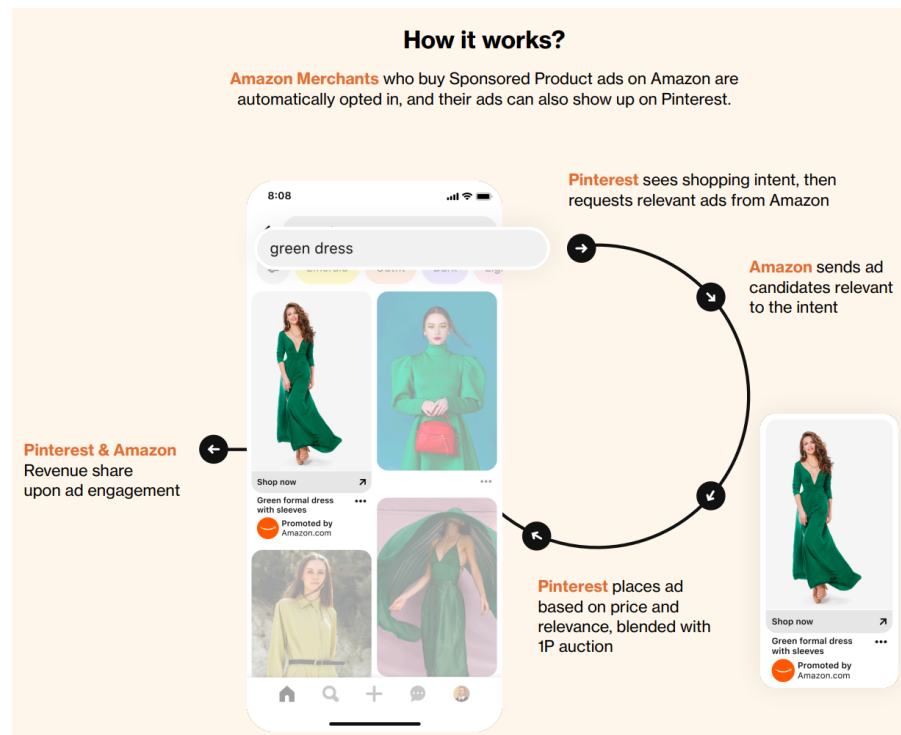 How it works?
Amazon Merchants who buy Sponsored Product ads on Amazon are
automatically opted in, and their ads can also show up on Pinterest.
Pinterest sees shopping intent, then
requests relevant ads from Amazon
8:08
green dress
Amazon sends ad
candidates relevant
to the intent
Pinterest & Amazon
Revenue share
upon ad engagement
Shop now
Green formal dress
with sleeves
Promoted by
Amazon.com
Pinterest places ad
based on price and
relevance, blended with
1P auction
Shop now
Green formal dress
with sleeves
Promoted by
Amazon.com